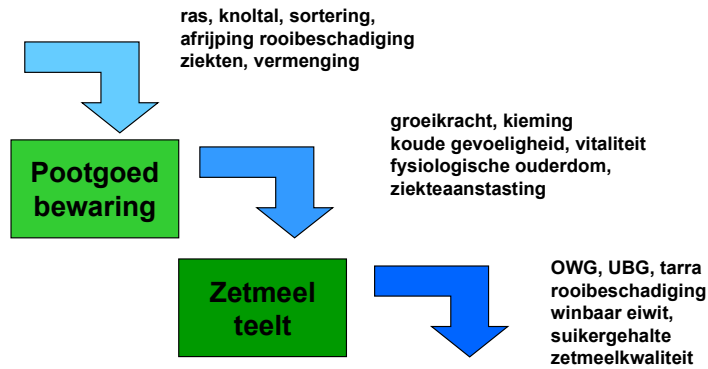 ras, knoltal, sortering,
afrijping rooibeschadiging
ziekten, vermenging
groeikracht, kieming
koude gevoeligheid, vitaliteit
fysiologische ouderdom,
ziekteaanstasting
Pootgoed
bewaring
OWG, UBG, tarra
rooibeschadiging
winbaar eiwit,
suikergehalte
zetmeelkwaliteit
Zetmeel
teelt